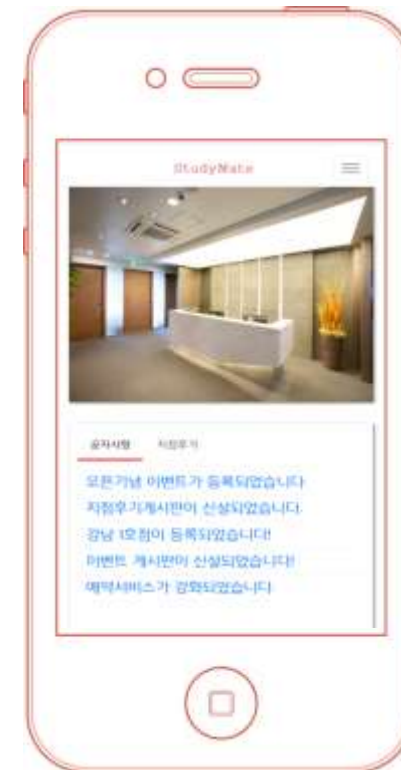 StudyMate
공지사항 지점후기
오픈기념 이벤트가 등록되었습니다.
지점후기게시판이 신설되었습니다.
강남 1호점이 등록되었습니다!
이벤트 게시판이 신설되었습니다!
예약서비스가 강화되었습니다.